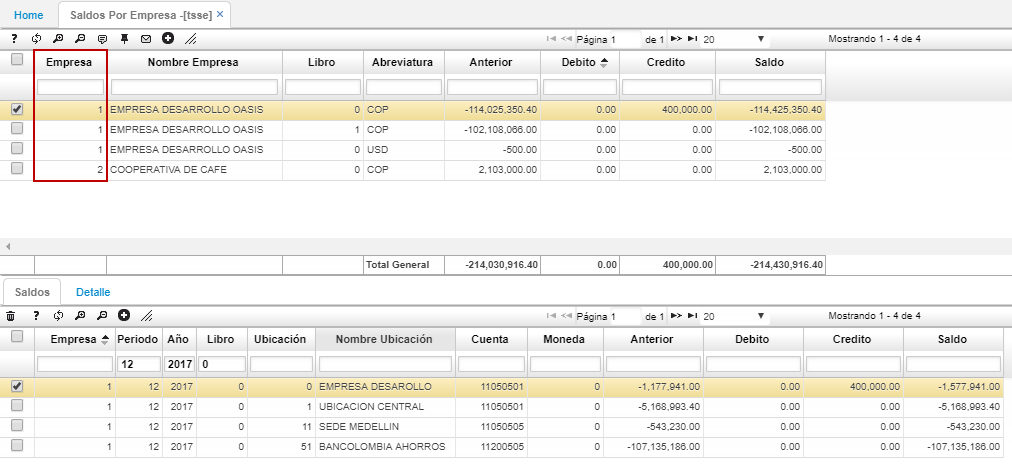 Home Saldos Por Empresa -[tsse] ×
? Página 1 de 1 20 Mostrando 1 - 4 de 4
Empresa Nombre Empresa Libro Abreviatura Anterior Debito Credito Saldo
1 EMPRESA DESARROLLO OASIS 0 COP -114,025,350.40 0.00 400,000.00 -114,425,350.40
1 EMPRESA DESARROLLO OASIS 1 COP -102,108,066.00 0.00 0.00 -102,108,066.00
1 EMPRESA DESARROLLO OASIS 0 USD -500.00 0.00 0.00 -500.00
2 COOPERATIVA DE CAFE 0 COP 2,103,000.00 0.00 0.00 2,103,000.00
Total General -214,030,916.40 0.00 400,000.00 -214,430,916.40
Saldos Detalle
? Página 1 de 1 20 Mostrando 1 - 4 de 4
Empresa Periodo Año Libro Ubicación Nombre Ubicación Cuenta Moneda Anterior Debito Credito Saldo
12 2017 0
1 12 2017 0 0 EMPRESA DESAROLLO 11050501 0 -1,177,941.00 0.00 400,000.00 -1,577,941.00
1 12 2017 0 1 UBICACION CENTRAL 11050501 0 -5,168,993.40 0.00 0.00 -5,168,993.40
1 12 2017 0 11 SEDE MEDELLIN 11050505 0 -543,230.00 0.00 0.00 -543,230.00
1 12 2017 0 51 BANCOLOMBIA AHORROS 11200505 0 -107,135,186.00 0.00 0.00 -107,135,186.00